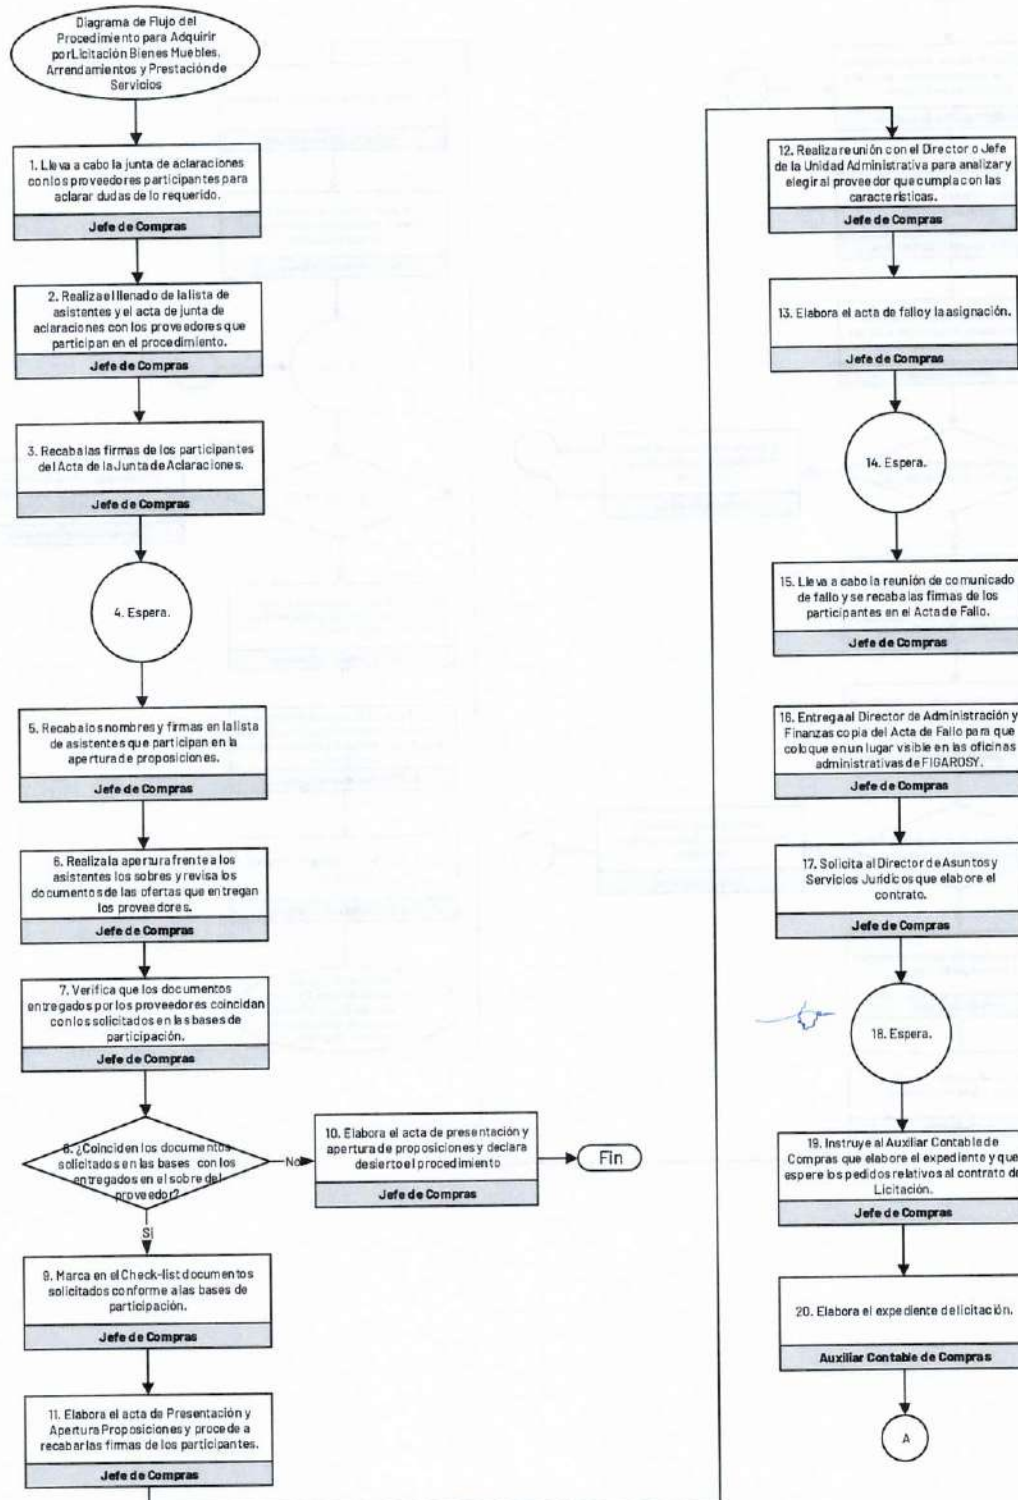 Diagrama de Flujo del
Procedimiento para Adquirir
por Licitación Bienes Muebles,
Arrendamientos y Prestación de
Servicios
1. Lleva a cabo la junta de aclaraciones
con los proveedores participantes para
aclarar dudas de lo requerido.
Jefe de Compras
2. Realiza el llenado de la lista de
asistentes y el acta de junta de
aclaraciones con los proveedores que
participan en el procedimiento.
Jefe de Compras
3. Recaba las firmas de los participantes
del Acta de la Junta de Aclaraciones.
Jefe de Compras
4. Espera.
5. Recaba los nombres y firmas en la lista
de asistentes que participan en la
apertura de proposiciones.
Jefe de Compras
6. Realiza la apertura frente a los
asistentes los sobres y revisa los
documentos de las ofertas que entregan
los proveedores.
Jefe de Compras
7. Verifica que los documentos
entregados por los proveedores coincidan
con los solicitados en las bases de
participación.
Jefe de Compras
8. ¿Coinciden los documentos
solicitados en las bases con los
entregados en el sobre del
proveedor?
No
10. Elabora el acta de presentación y
apertura de proposiciones y declara
desierto el procedimiento
Jefe de Compras
Fin
Sí
9. Marca en el Check-list documentos
solicitados conforme a las bases de
participación.
Jefe de Compras
11. Elabora el acta de Presentación y
Apertura Proposiciones y procede a
recabar las firmas de los participantes.
Jefe de Compras
12. Realiza reunión con el Director o Jefe
de la Unidad Administrativa para analizar y
elegir al proveedor que cumpla con las
características.
Jefe de Compras
13. Elabora el acta de fallo y la asignación.
Jefe de Compras
14. Espera.
15. Lleva a cabo la reunión de comunicado
de fallo y se recaba las firmas de los
participantes en el Acta de Fallo.
Jefe de Compras
16. Entrega al Director de Administración y
Finanzas copia del Acta de Fallo para que
coloque en un lugar visible en las oficinas
administrativas de FIGAROSY.
Jefe de Compras
17. Solicita al Director de Asuntos y
Servicios Jurídicos que elabore el
contrato.
Jefe de Compras
18. Espera.
19. Instruye al Auxiliar Contable de
Compras que elabore el expediente y que
espere los pedidos relativos al contrato de
Licitación.
Jefe de Compras
20. Elabora el expediente de licitación.
Auxiliar Contable de Compras
A